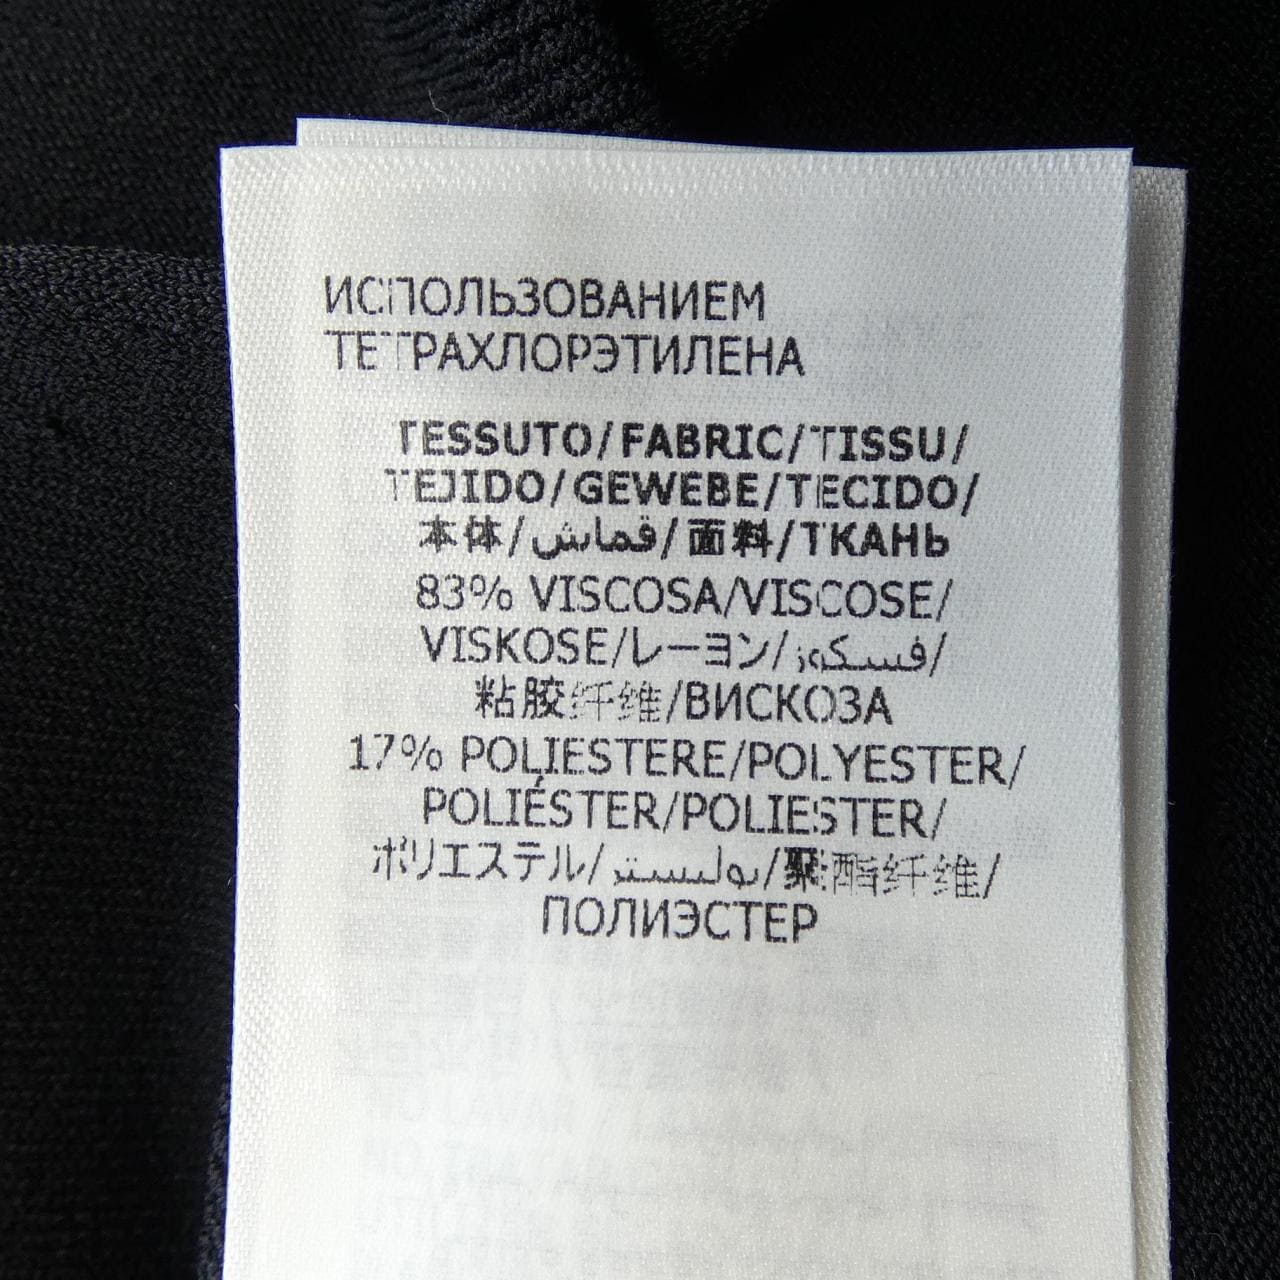 ИСПОЛЬЗОВАНИЕМ
ТЕТРАХЛОРЭТИЛЕНА
TESSUTO/FABRIC/TISSU/
TEJIDO/GEWEBE/TECIDO/
本体/قماش/面料/ТКАНЬ
83% VISCOSA/VISCOSE/
VISKOSE/レーヨン/فسكوز/
粘胶纤维/ВИСКОЗА
17% POLIESTERE/POLYESTER/
POLIÉSTER/POLIESTER/
ポリエステル/بوليستر/聚酯纤维/
ПОЛИЭСТЕР